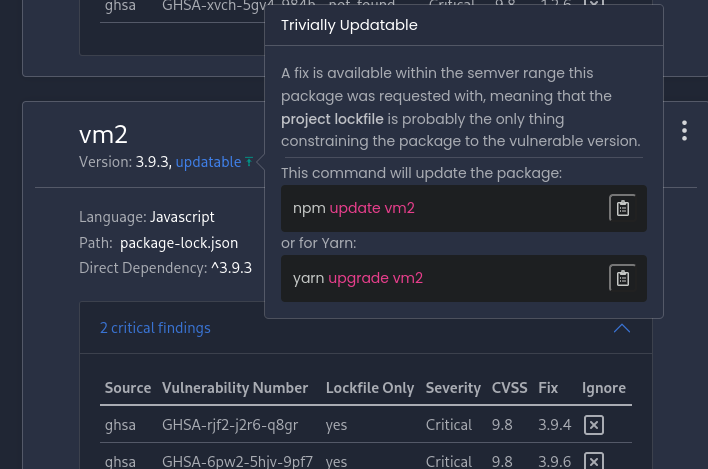 ghsa GHSA-xvch-5gv4-984h not_found Critical 9.8 1.2.6
Trivially Updatable
A fix is available within the semver range this
package was requested with, meaning that the
project lockfile is probably the only thing
constraining the package to the vulnerable version.
This command will update the package:
npm update vm2
or for Yarn:
yarn upgrade vm2
vm2
Version: 3.9.3, updatable
Language: Javascript
Path: package-lock.json
Direct Dependency: ^3.9.3
2 critical findings
Source Vulnerability Number Lockfile Only Severity CVSS Fix Ignore
ghsa GHSA-rjf2-j2r6-q8gr yes Critical 9.8 3.9.4
ghsa GHSA-6pw2-5hjv-9pf7 yes Critical 9.8 3.9.6